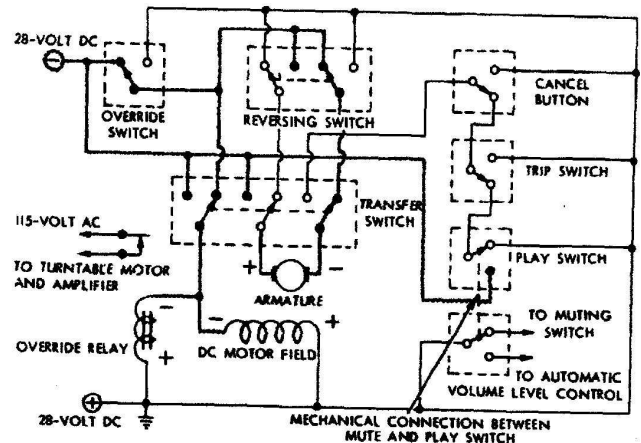 28-VOLT DC
OVERRIDE
SWITCH
REVERSING SWITCH
CANCEL
BUTTON
TRIP SWITCH
TRANSFER
SWITCH
115-VOLT AC
TO TURNTABLE MOTOR
AND AMPLIFIER
+
-
ARMATURE
PLAY SWITCH
-
-
+
OVERRIDE RELAY
+
DC MOTOR FIELD
TO MUTING
SWITCH
TO AUTOMATIC
VOLUME LEVEL CONTROL
28-VOLT DC
MECHANICAL CONNECTION BETWEEN
MUTE AND PLAY SWITCH